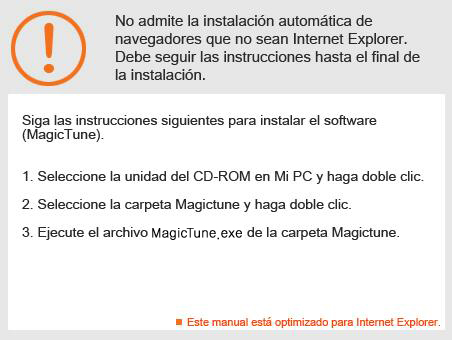 No admite la instalación automática de
navegadores que no sean Internet Explorer.
Debe seguir las instrucciones hasta el final de
la instalación.
Siga las instrucciones siguientes para instalar el software
(MagicTune).
1. Seleccione la unidad del CD-ROM en Mi PC y haga doble clic.
2. Seleccione la carpeta Magictune y haga doble clic.
3. Ejecute el archivo MagicTune.exe de la carpeta Magictune.
Este manual está optimizado para Internet Explorer.